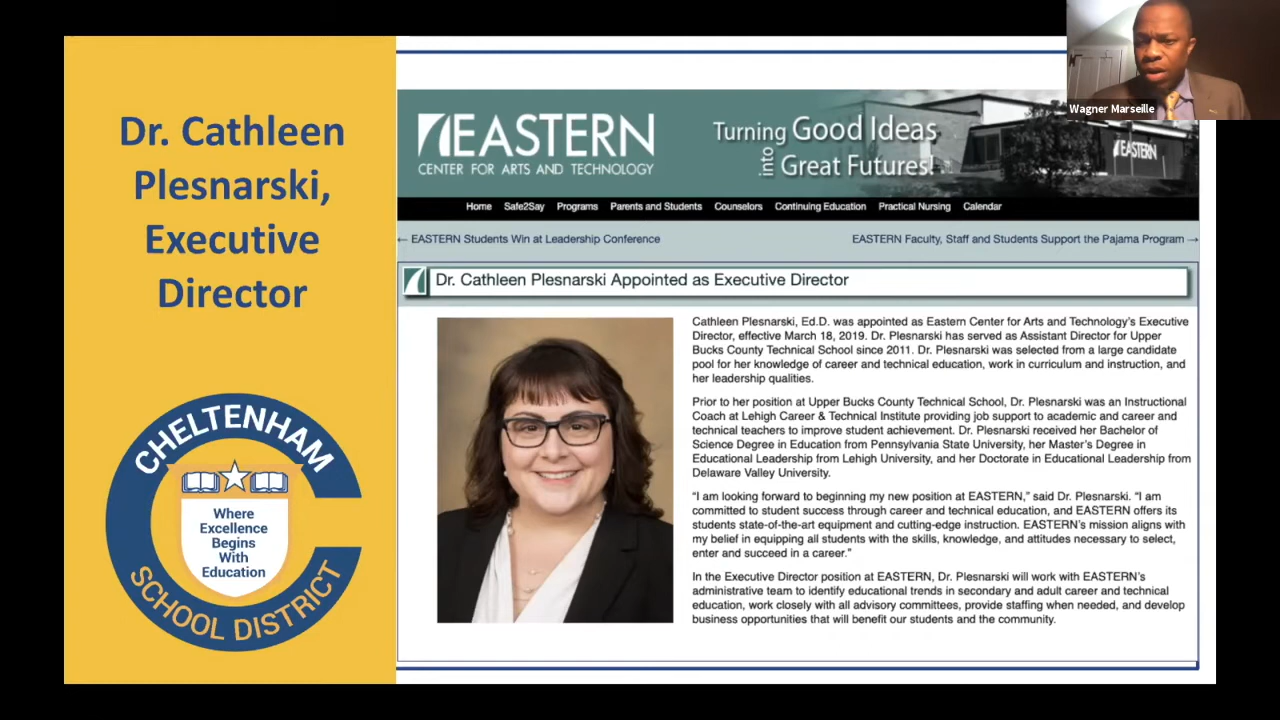 Dr. Cathleen
Plesnarski,
Executive
Director
CHELTENHAM
Where
Excellence
Begins
With
Education
SCHOOL DISTRICT
Wagner Marseille
EASTERN
CENTER FOR ARTS AND TECHNOLOGY
Turning Good Ideas
into Great Futures!
EASTERN
Home Safe2Say Programs Parents and Students Counselors Continuing Education Practical Nursing Calendar
← EASTERN Students Win at Leadership Conference
EASTERN Faculty, Staff and Students Support the Pajama Program →
Dr. Cathleen Plesnarski Appointed as Executive Director
Cathleen Plesnarski, Ed.D. was appointed as Eastern Center for Arts and Technology's Executive
Director, effective March 18, 2019. Dr. Plesnarski has served as Assistant Director for Upper
Bucks County Technical School since 2011. Dr. Plesnarski was selected from a large candidate
pool for her knowledge of career and technical education, work in curriculum and instruction, and
her leadership qualities.
Prior to her position at Upper Bucks County Technical School, Dr. Plesnarski was an Instructional
Coach at Lehigh Career & Technical Institute providing job support to academic and career and
technical teachers to improve student achievement. Dr. Plesnarski received her Bachelor of
Science Degree in Education from Pennsylvania State University, her Master's Degree in
Educational Leadership from Lehigh University, and her Doctorate in Educational Leadership from
Delaware Valley University.
“I am looking forward to beginning my new position at EASTERN,” said Dr. Plesnarski. “I am
committed to student success through career and technical education, and EASTERN offers its
students state-of-the-art equipment and cutting-edge instruction. EASTERN's mission aligns with
my belief in equipping all students with the skills, knowledge, and attitudes necessary to select,
enter and succeed in a career.”
In the Executive Director position at EASTERN, Dr. Plesnarski will work with EASTERN's
administrative team to identify educational trends in secondary and adult career and technical
education, work closely with all advisory committees, provide staffing when needed, and develop
business opportunities that will benefit our students and the community.